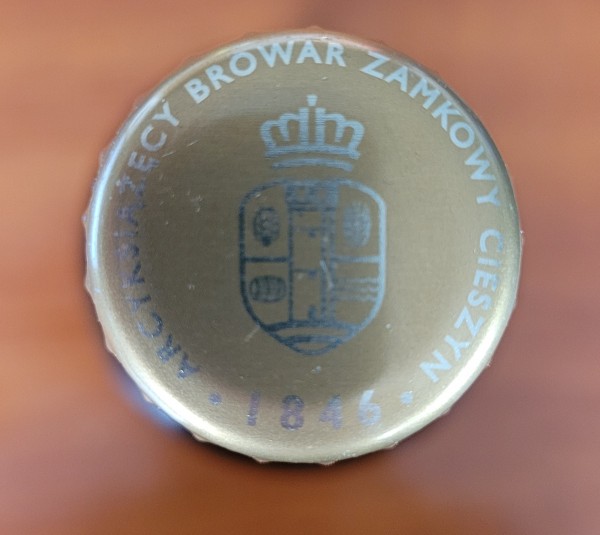 ARCYKSIĄŻĘCY BROWAR ZAMKOWY CIESZYN
· 1846 ·